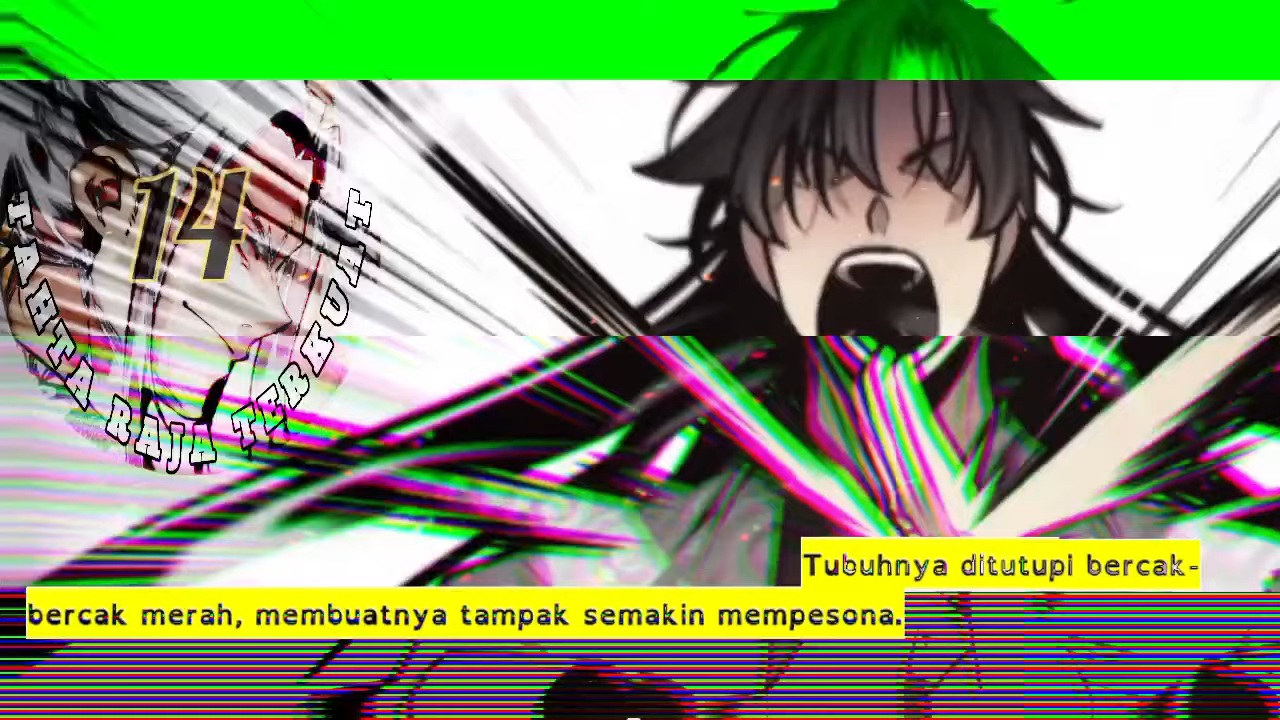 14
TAHTA RAJA TERKUAT
Tubuhnya ditutupi bercak-
bercak merah, membuatnya tampak semakin mempesona.